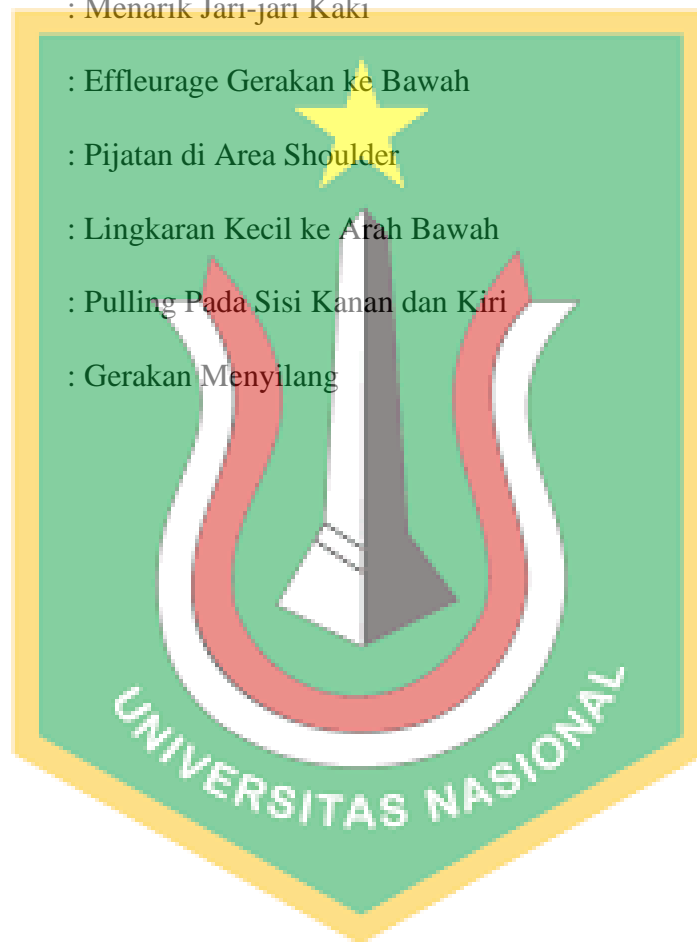 : Menarik Jari-jari Kaki
: Effleurage Gerakan ke Bawah
: Pijatan di Area Shoulder
: Lingkaran Kecil ke Arah Bawah
: Pulling Pada Sisi Kanan dan Kiri
: Gerakan Menyilang
UNIVERSITAS NASIONAL